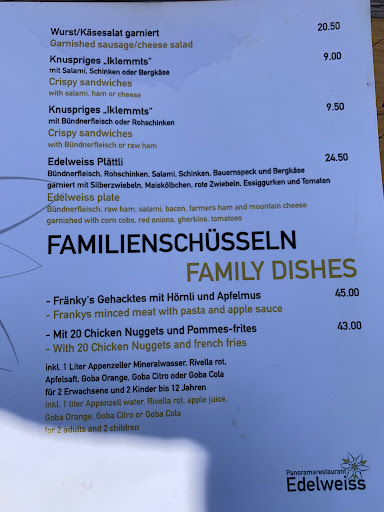 Wurst/Käsesalat garniert 20.50
Garnished sausage/cheese salad
Knuspriges „Iklemmts" 9.00
mit Salami, Schinken oder Bergkäse
Crispy sandwiches
with salami, ham or cheese
Knuspriges „Iklemmts" 9.50
mit Bündnerfleisch oder Rohschinken
Crispy sandwiches
with Bündnerfleisch or raw ham
Edelweiss Plättli 24.50
Bündnerfleisch, Rohschinken, Salami, Schinken, Bauernspeck und Bergkäse
garniert mit Silberzwiebeln, Maiskölbchen, rote Zwiebeln, Essiggurken und Tomaten
Edelweiss plate
Bündnerfleisch, raw ham, salami, bacon, farmers ham and mountain cheese
garnished with corn cobs, red onions, gherkins, tomatoes
FAMILIENSCHÜSSELN
FAMILY DISHES
- Fränky's Gehacktes mit Hörnli und Apfelmus 45.00
- Frankys minced meat with pasta and apple sauce
- Mit 20 Chicken Nuggets und Pommes-frites 43.00
- With 20 Chicken Nuggets and french fries
inkl. 1 Liter Appenzeller Mineralwasser, Rivella rot,
Apfelsaft, Goba Orange, Goba Citro oder Goba Cola
für 2 Erwachsene und 2 Kinder bis 12 Jahren
inkl. 1 liter Appenzell water, Rivella rot, apple juice,
Goba Orange, Goba Citro or Goba Cola
for 2 adults and 2 children
Panoramarestaurant
Edelweiss